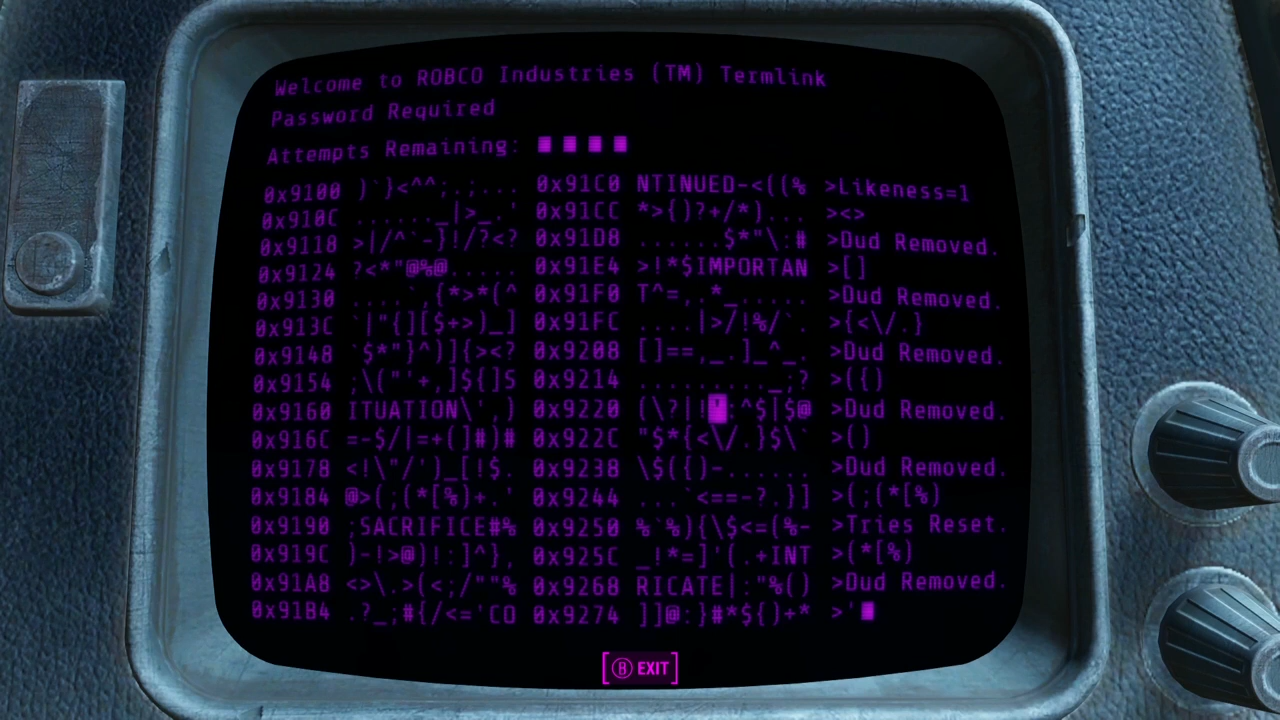 Welcome to ROBCO Industries (TM) Termlink
Password Required
Attempts Remaining: ■ ■ ■ ■
0x9100 )`}<^^;.;... 0x91C0 NTINUED-<((% >Likeness=1
0x910C ......._|>_.' 0x91CC *>{)?+/*)... ><>
0x9118 >|/^`-}!/?<? 0x91D8 ......$*"\:# >Dud Removed.
0x9124 ?<*"@%@..... 0x91E4 >!*$IMPORTAN >[]
0x9130 ....`,{*>*(^ 0x91F0 T^=,.*_..... >Dud Removed.
0x913C `|"{][$+>)_] 0x91FC ....|>/!%/`. >{<\/.}
0x9148 `$*"}^)]{><? 0x9208 []==,_.]_^_. >Dud Removed.
0x9154 ;\("'+,]${]S 0x9214 ........._;? >({)
0x9160 ITUATION\',) 0x9220 (\?|!':^$|$@ >Dud Removed.
0x916C =-$/|=+(]#)# 0x922C "$*{<\/.}$\` >()
0x9178 <!\"/')_[!$. 0x9238 \$({)-...... >Dud Removed.
0x9184 @>(;(*[%)+.' 0x9244 ...`<==-?.}] >(;(*[%)
0x9190 ;SACRIFICE#% 0x9250 %`%){\$<=(%- >Tries Reset.
0x919C )-!>@)!:]^}, 0x925C _!*=]'(.+INT >(*[%)
0x91A8 <>\.>(<;/""% 0x9268 RICATE|:"%() >Dud Removed.
0x91B4 .?_;#{/<='CO 0x9274 ]]@:}#*${)+* >'■
B EXIT